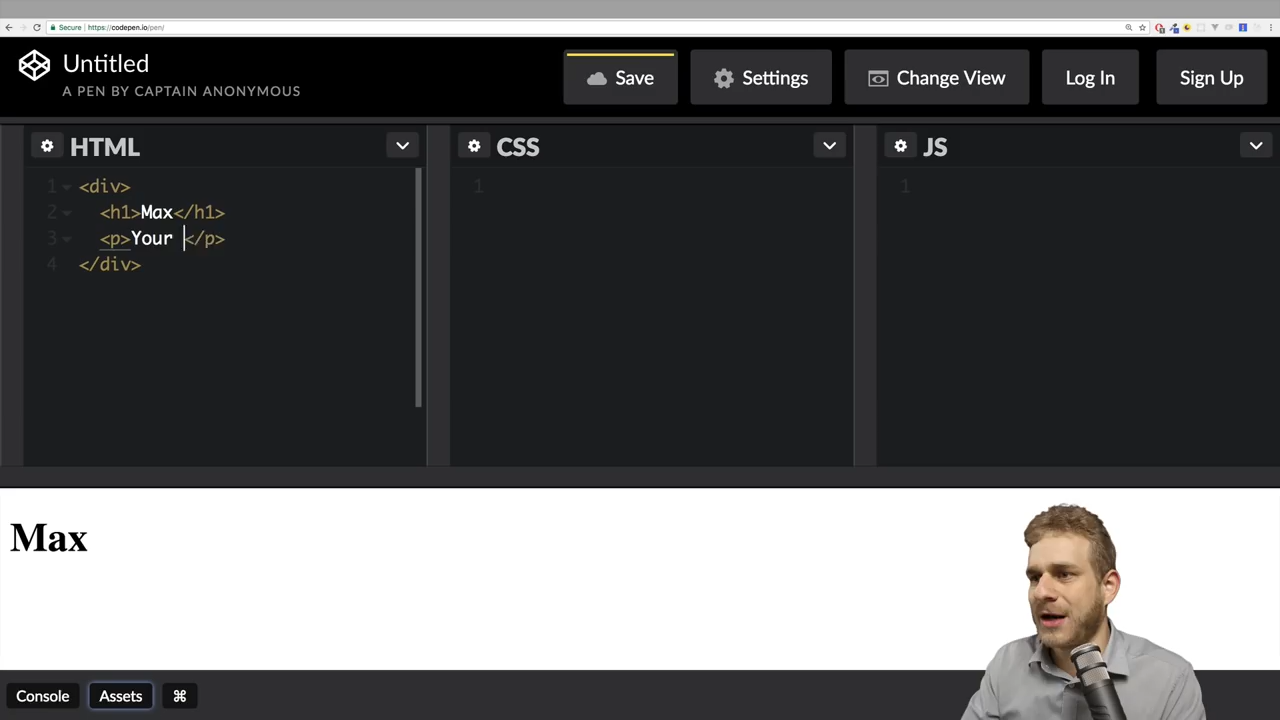 Secure | https://codepen.io/pen/
Untitled
A PEN BY CAPTAIN ANONYMOUS
Save
Settings
Change View
Log In
Sign Up
HTML
CSS
JS
1 <div>
2 <h1>Max</h1>
3 <p>Your </p>
4 </div>
1
1
Max
Console
Assets
⌘